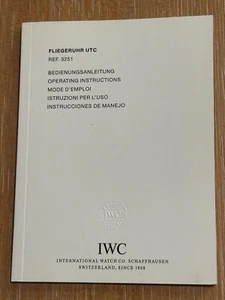 FLIEGERUHR UTC
REF. 3251
BEDIENUNGSANLEITUNG
OPERATING INSTRUCTIONS
MODE D'EMPLOI
ISTRUZIONI PER L'USO
INSTRUCCIONES DE MANEJO
IWC
IWC
INTERNATIONAL WATCH CO. SCHAFFHAUSEN
SWITZERLAND, SINCE 1868